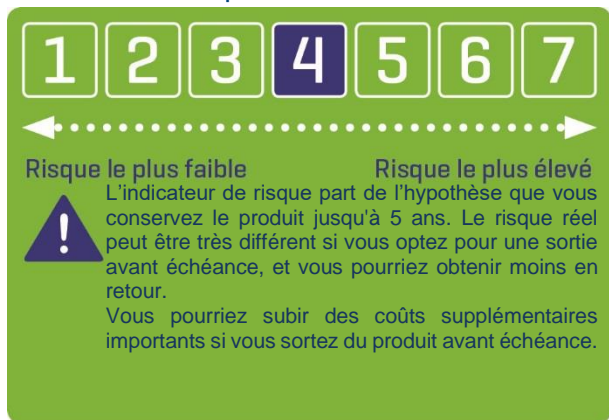 1 2 3 4 5 6 7
Risque le plus faible Risque le plus élevé
!
L'indicateur de risque part de l'hypothèse que vous
conservez le produit jusqu'à 5 ans. Le risque réel
peut être très différent si vous optez pour une sortie
avant échéance, et vous pourriez obtenir moins en
retour.
Vous pourriez subir des coûts supplémentaires
importants si vous sortez du produit avant échéance.